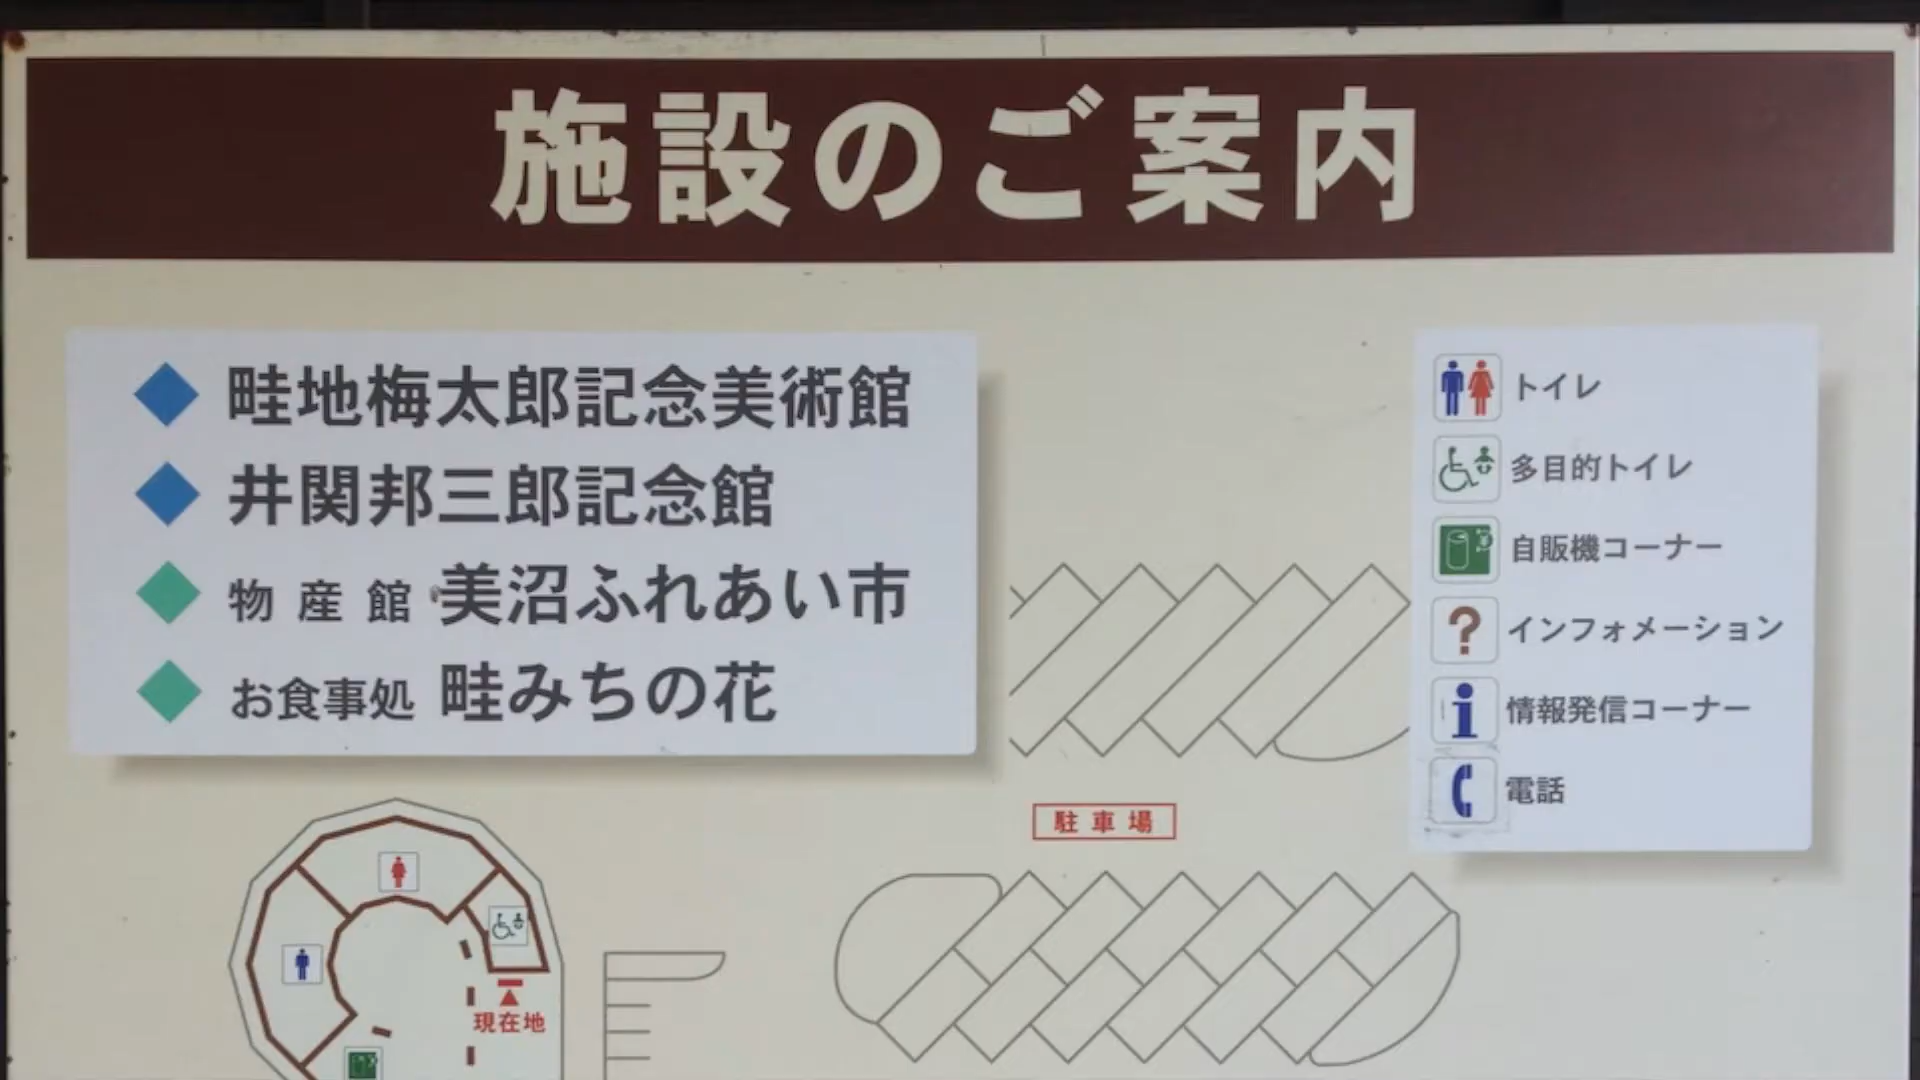 施設のご案内
畦地梅太郎記念美術館
井関邦三郎記念館
物産館 美沼ふれあい市
お食事処 畦みちの花
トイレ
多目的トイレ
自販機コーナー
インフォメーション
情報発信コーナー
電話
駐車場
現在地